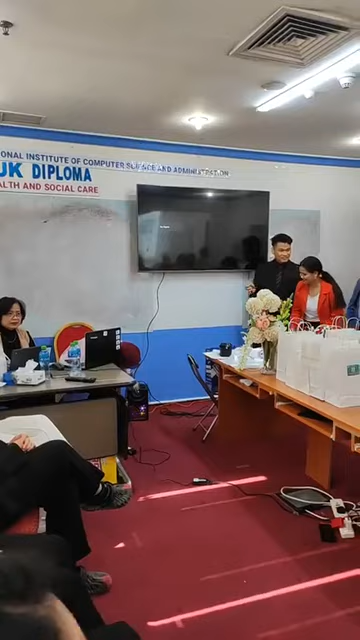 ONAL INSTITUTE OF COMPUTER SCIENCE AND ADMINISTRATION
UK DIPLOMA
ALTH AND SOCIAL CARE